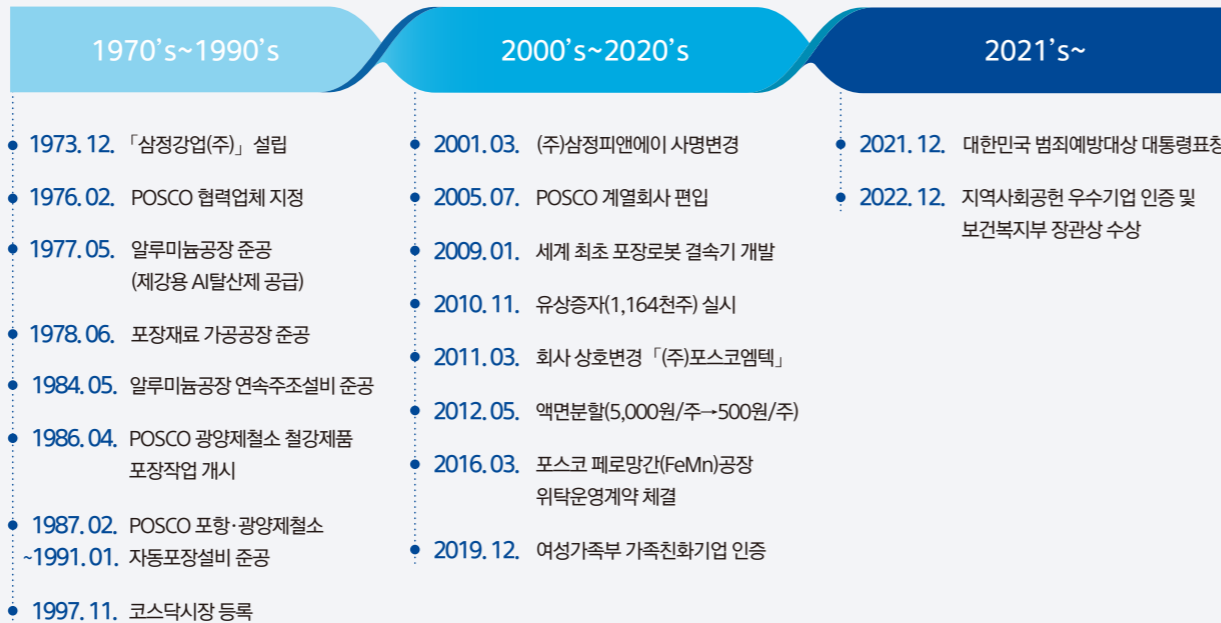 1970's~1990's
1973. 12. 「삼정강업(주)」 설립
1976. 02. POSCO 협력업체 지정
1977. 05. 알루미늄공장 준공
(제강용 AI탈산제 공급)
1978. 06. 포장재료 가공공장 준공
1984. 05. 알루미늄공장 연속주조설비 준공
1986. 04. POSCO 광양제철소 철강제품
포장작업 개시
1987. 02. POSCO 포항·광양제철소
~1991. 01. 자동포장설비 준공
1997. 11. 코스닥시장 등록
2000's~2020's
2001. 03. (주)삼정피앤에이 사명변경
2005. 07. POSCO 계열회사 편입
2009. 01. 세계 최초 포장로봇 결속기 개발
2010. 11. 유상증자(1,164천주) 실시
2011. 03. 회사 상호변경 「(주)포스코엠텍」
2012. 05. 액면분할(5,000원/주→500원/주)
2016. 03. 포스코 페로망간(FeMn)공장
위탁운영계약 체결
2019. 12. 여성가족부 가족친화기업 인증
2021's~
2021. 12. 대한민국 범죄예방대상 대통령표창
2022. 12. 지역사회공헌 우수기업 인증 및
보건복지부 장관상 수상